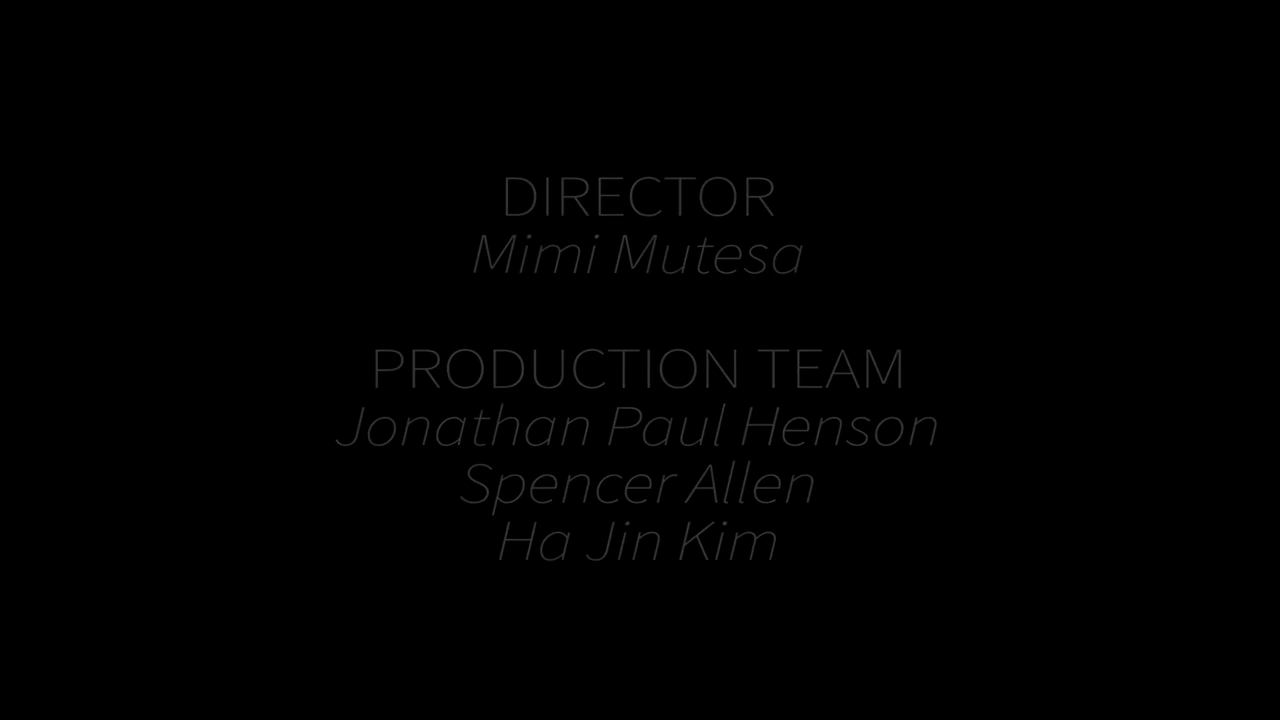 DIRECTOR
Mimi Mutesa
PRODUCTION TEAM
Jonathan Paul Henson
Spencer Allen
Ha Jin Kim